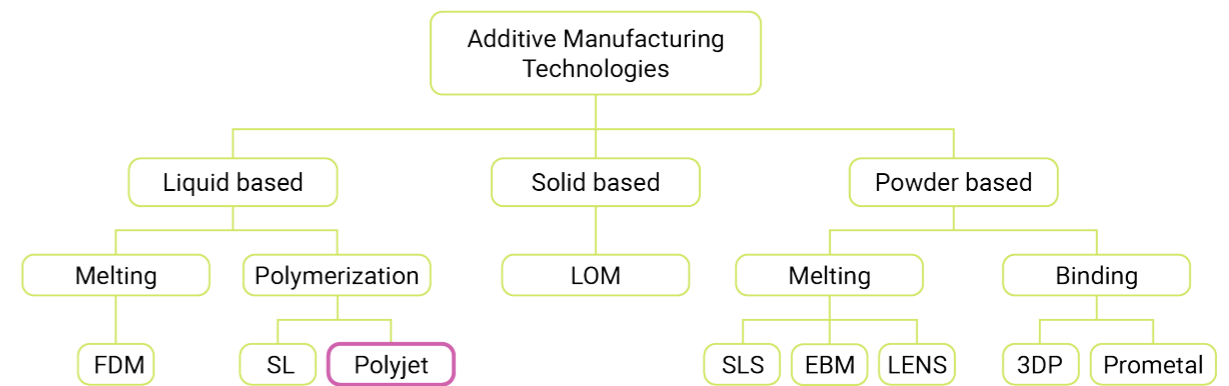 Additive Manufacturing
Technologies
Liquid based
Solid based
Powder based
Melting
Polymerization
LOM
Melting
Binding
FDM
SL
Polyjet
SLS
EBM
LENS
3DP
Prometal